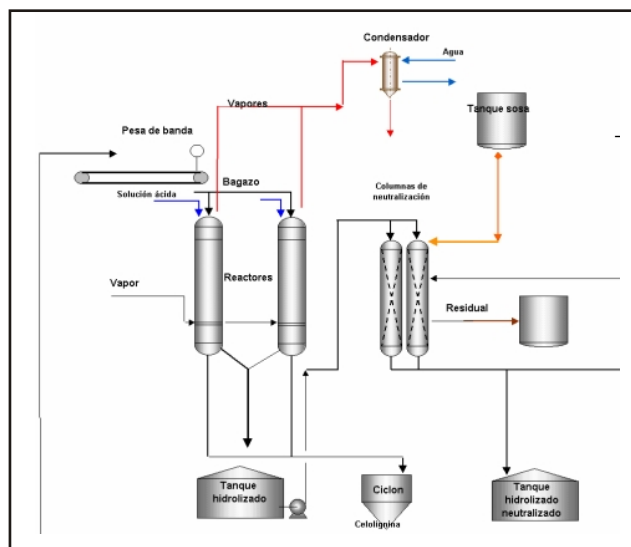 Condensador
Agua
Vapores
Tanque sosa
Pesa de banda
Bagazo
Solución ácida
Columnas de
neutralización
Reactores
Vapor
Residual
Tanque
hidrolizado
Ciclon
Celolignina
Tanque
hidrolizado
neutralizado